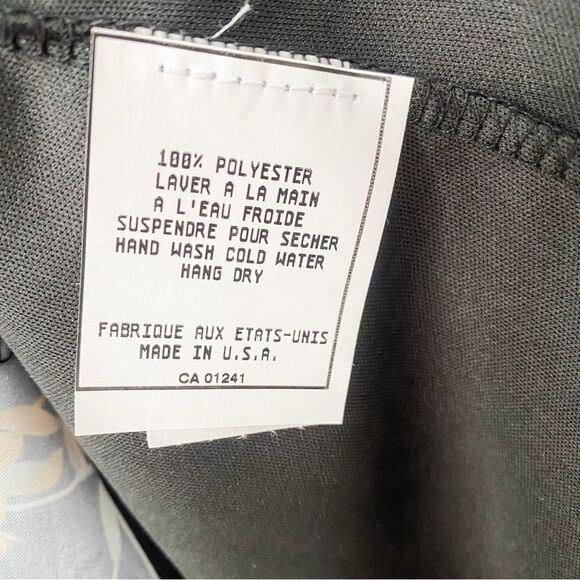 100% POLYESTER
LAVER A LA MAIN
A L'EAU FROIDE
SUSPENDRE POUR SECHER
HAND WASH COLD WATER
HANG DRY
FABRIQUE AUX ETATS-UNIS
MADE IN U.S.A.
CA 01241